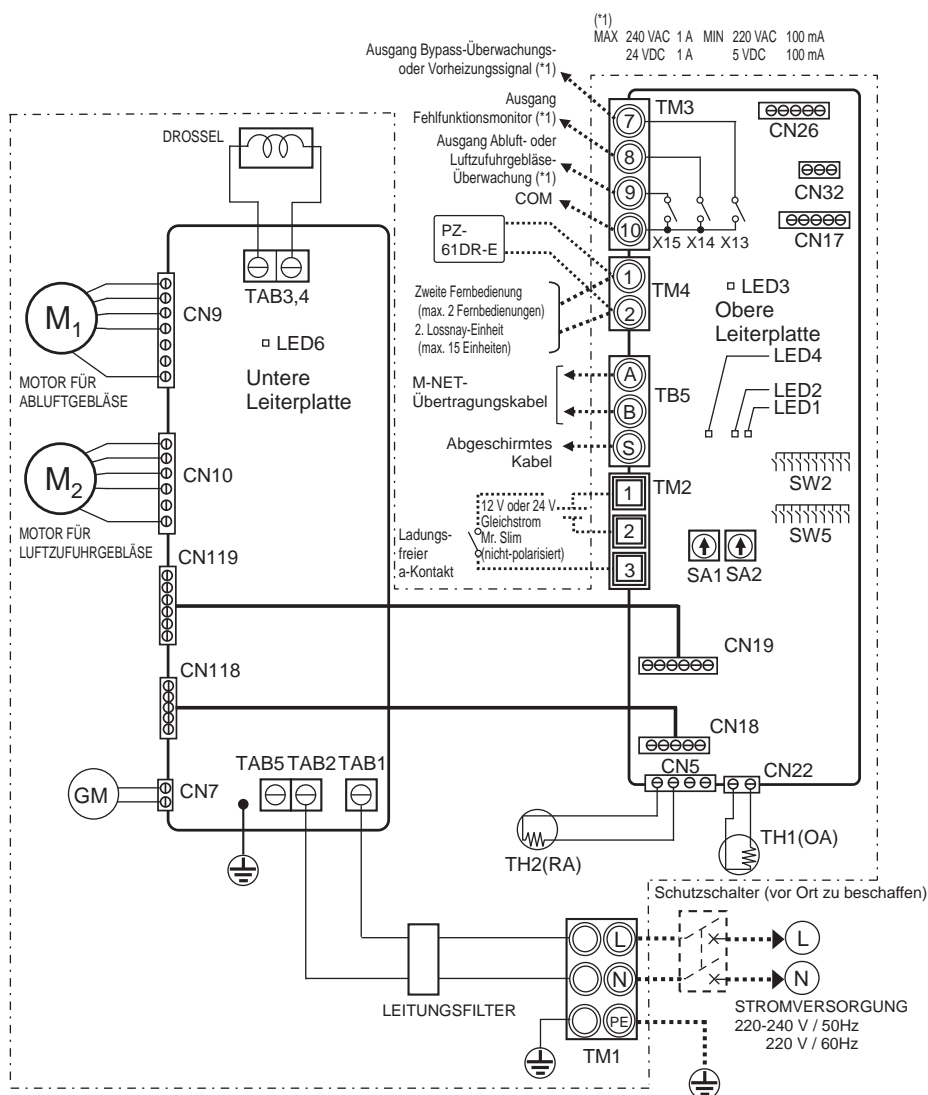 (*1)
MAX 240 VAC 1 A MIN 220 VAC 100 mA
24 VDC 1 A 5 VDC 100 mA
Ausgang Bypass-Überwachungs-
oder Vorheizungssignal (*1)
Ausgang
Fehlfunktionsmonitor (*1)
Ausgang Abluft- oder
Luftzufuhrgebläse-
Überwachung (*1)
COM
7
8
9
10
TM3
X15 X14 X13
CN26
CN32
CN17
DROSSEL
TAB3,4
PZ-
61DR-E
1
2
TM4
Zweite Fernbedienung
(max. 2 Fernbedienungen)
2. Lossnay-Einheit
(max. 15 Einheiten)
LED3
Obere
Leiterplatte
LED4
LED2
LED1
M1
CN9
MOTOR FÜR
ABLUFTGEBLÄSE
LED6
Untere
Leiterplatte
M-NET-
Übertragungskabel
A
B
S
TB5
Abgeschirmtes
Kabel
M2
CN10
MOTOR FÜR
LUFTZUFUHRGEBLÄSE
TM2
1
2
3
12 V oder 24 V
Gleichstrom
Mr. Slim
(nicht-polarisiert)
Ladungs-
freier
a-Kontakt
SW2
SW5
SA1 SA2
CN119
CN19
CN118
CN18
CN5
CN22
TAB5 TAB2 TAB1
GM
CN7
TH2(RA)
TH1(OA)
Schutzschalter (vor Ort zu beschaffen)
L
N
PE
TM1
L
N
LEITUNGSFILTER
STROMVERSORGUNG
220-240 V / 50Hz
220 V / 60Hz